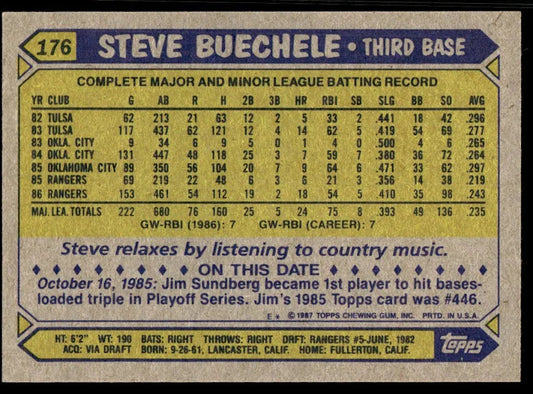 176 STEVE BUECHELE • THIRD BASE
COMPLETE MAJOR AND MINOR LEAGUE BATTING RECORD
YR CLUB G AB R H 2B 3B HR RBI SB SLG BB SO AVG
82 TULSA 62 213 21 63 12 2 5 33 2 .441 18 42 .296
83 TULSA 117 437 62 121 12 4 14 62 5 .419 54 69 .277
83 OKLA. CITY 9 34 6 9 5 0 1 4 0 .500 4 6 .265
84 OKLA. CITY 131 447 48 118 25 3 7 59 7 .380 36 72 .264
85 OKLAHOMA CITY 89 350 56 104 20 7 9 64 6 .471 33 62 .297
85 RANGERS 69 219 22 48 6 3 6 21 3 .356 14 38 .219
86 RANGERS 153 461 54 112 19 2 18 54 5 .410 35 98 .243
MAJ. LEA. TOTALS 222 680 76 160 25 5 24 75 8 .393 49 136 .235
GW-RBI (1986): 7 GW-RBI (CAREER): 7
Steve relaxes by listening to country music.
ON THIS DATE
October 16, 1985: Jim Sundberg became 1st player to hit bases-
loaded triple in Playoff Series. Jim's 1985 Topps card was #446.
E* ©1987 TOPPS CHEWING GUM, INC. PRTD. IN U.S.A.
HT: 6'2" WT: 190 BATS: RIGHT THROWS: RIGHT DRFT: RANGERS #5-JUNE, 1982
ACQ: VIA DRAFT BORN: 9-26-61, LANCASTER, CALIF. HOME: FULLERTON, CALIF.
Topps